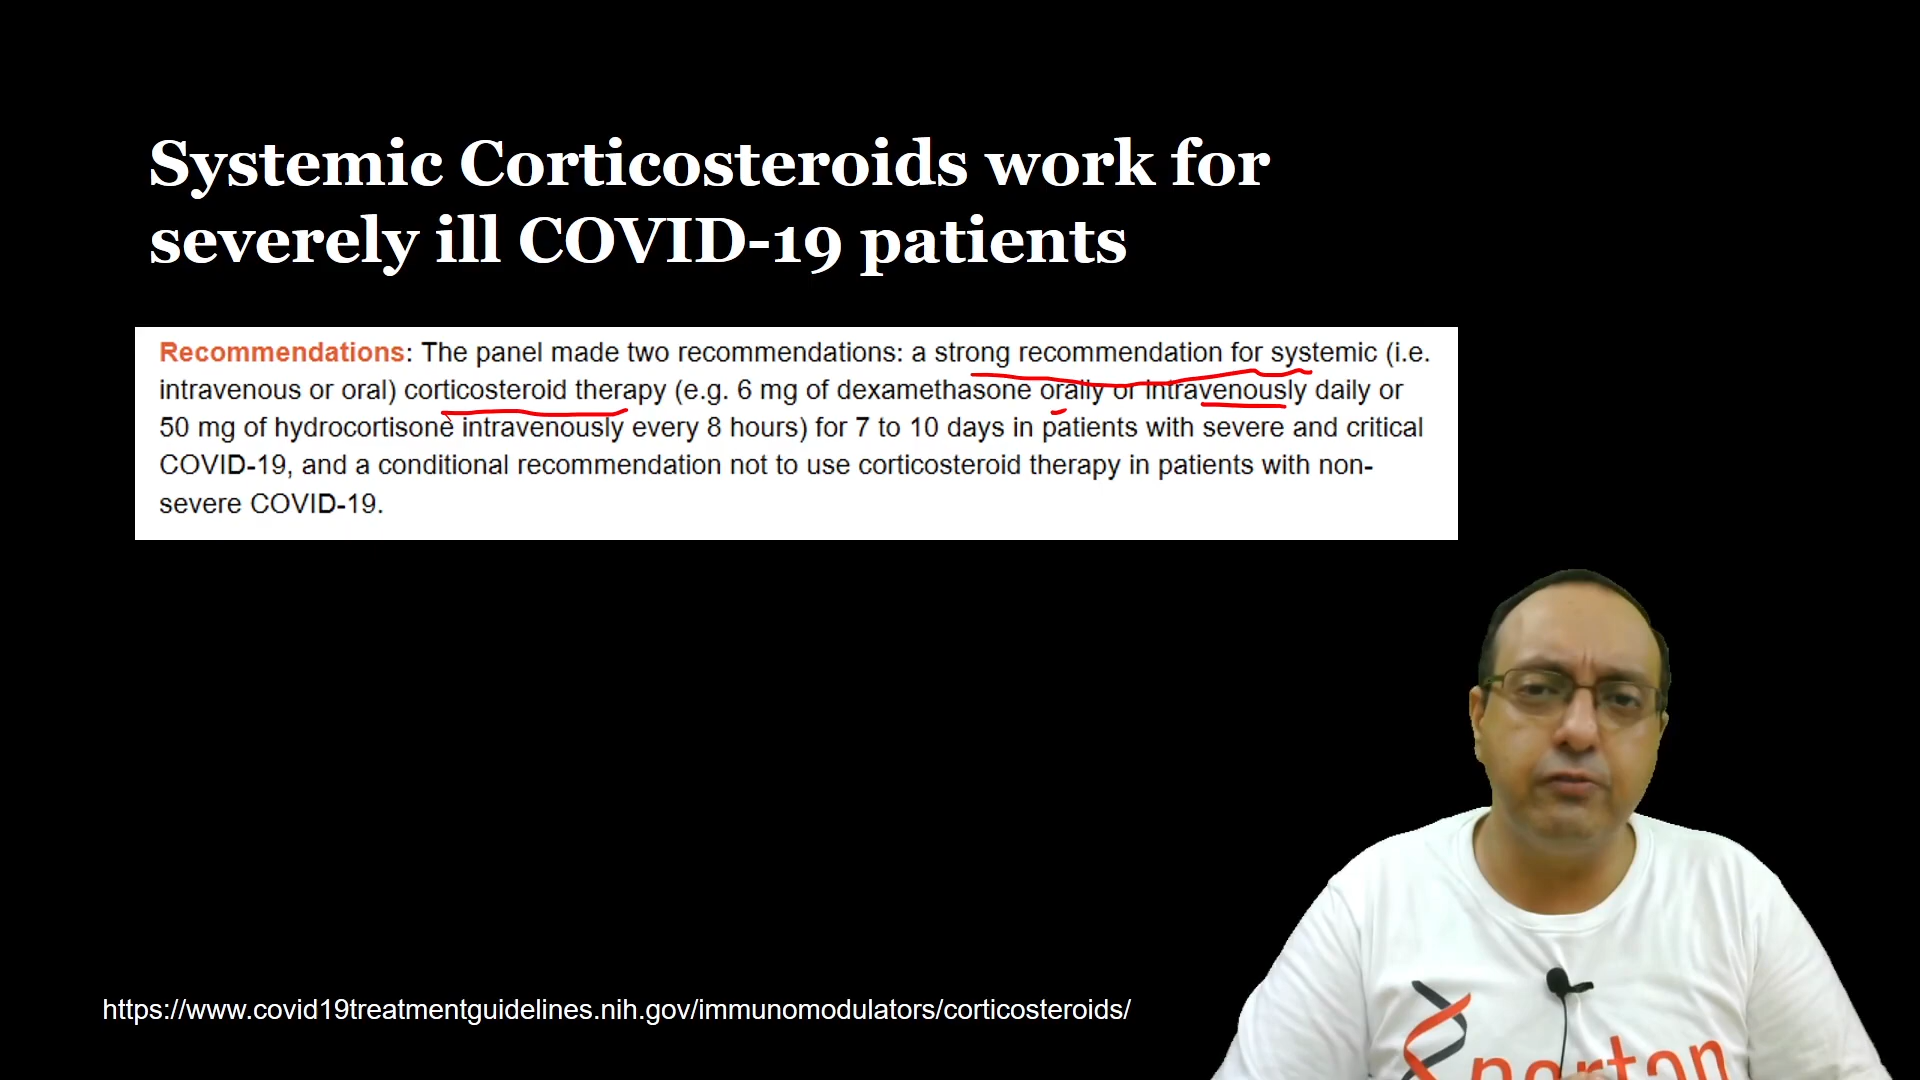 Systemic Corticosteroids work for
severely ill COVID-19 patients
Recommendations: The panel made two recommendations: a strong recommendation for systemic (i.e.
intravenous or oral) corticosteroid therapy (e.g. 6 mg of dexamethasone orally or intravenously daily or
50 mg of hydrocortisone intravenously every 8 hours) for 7 to 10 days in patients with severe and critical
COVID-19, and a conditional recommendation not to use corticosteroid therapy in patients with non-
severe COVID-19.
https://www.covid19treatmentguidelines.nih.gov/immunomodulators/corticosteroids/